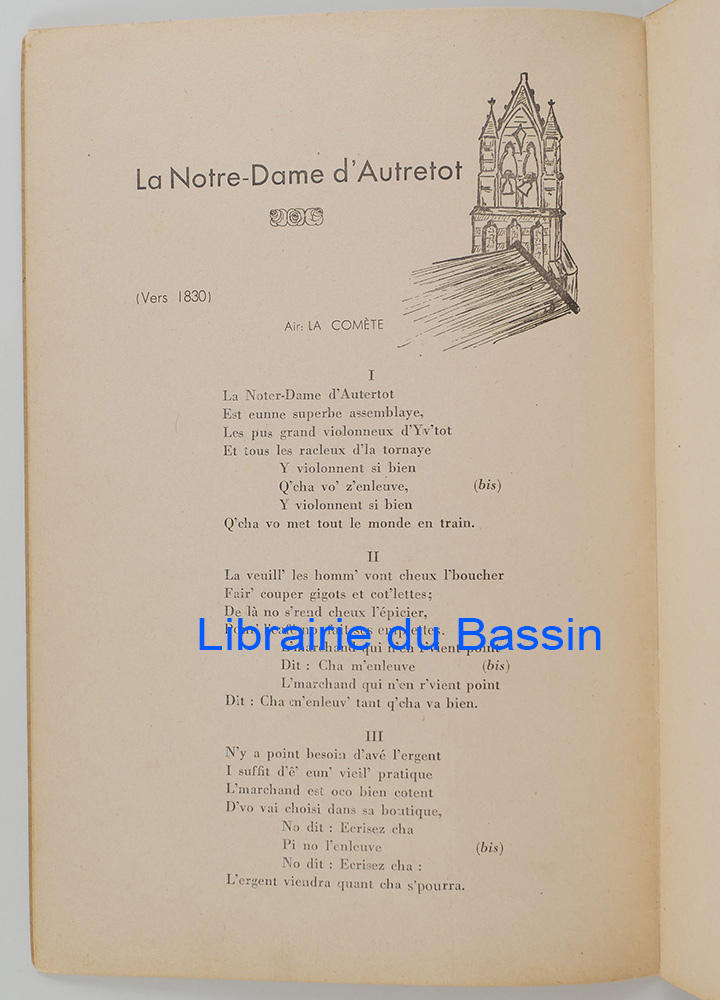 La Notre-Dame d'Autretot
(Vers 1830)
Air: LA COMÈTE
I
La Noter-Dame d'Autertot
Est eunne superbe assemblaye,
Les pus grand violonneux d'Yv'tot
Et tous les racleux d'la tornaye
Y violonnent si bien
Q'cha vo' z'enleuve, (bis)
Y violonnent si bien
Q'cha vo met tout le monde en train.
II
La veuill' les homm' vont cheux l'boucher
Fair' couper gigots et cot'lettes;
De là no s'rend cheux l'épicier,
Librairie du Bassin
L'marchand qui n'en r'vient point
Dit : Cha m'enleuve (bis)
L'marchand qui n'en r'vient point
Dit : Cha m'enleuv' tant q'cha va bien.
III
N'y a point besoin d'avé l'ergent
I suffit d'ê' eun' vieil' pratique
L'marchand est oco bien cotent
D'vo vai choisi dans sa boutique,
No dit : Ecrisez cha
Pi no l'enleuve (bis)
No dit : Ecrisez cha :
L'ergent viendra quant cha s'pourra.